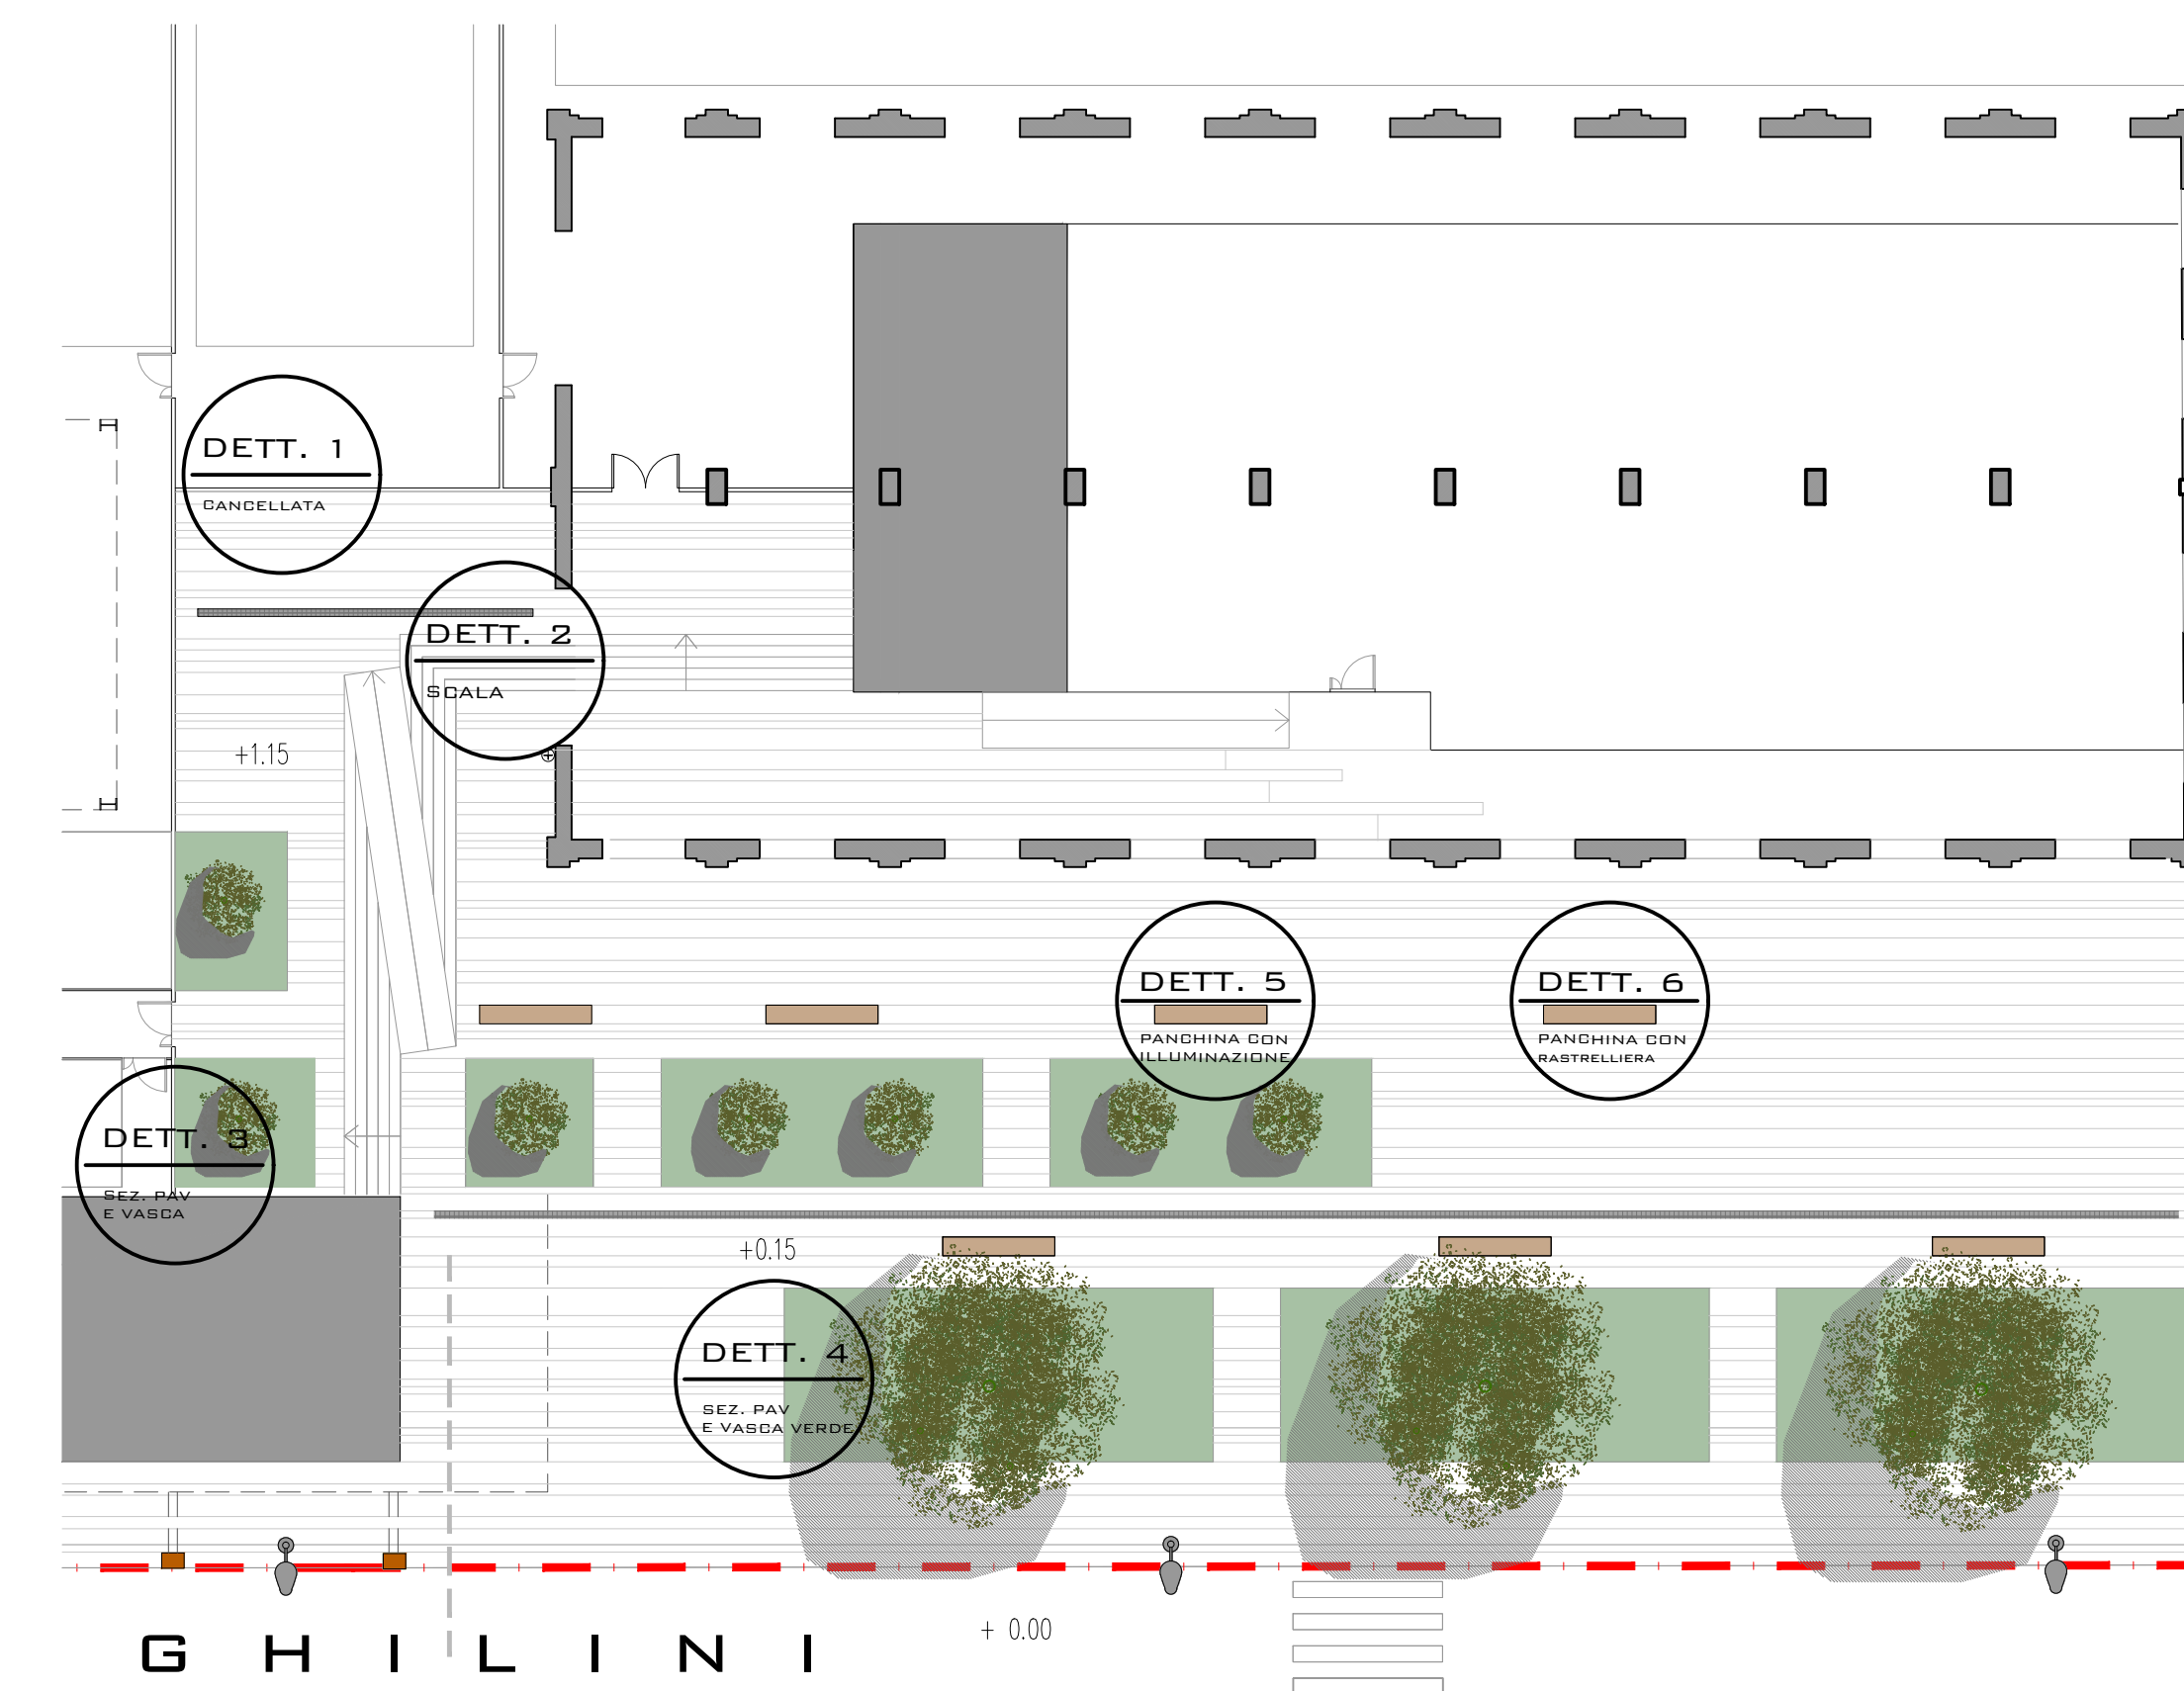 DETT. 1
CANCELLATA
H
DETT. 2
SCALA
+1.15
H
DETT. 5
PANCHINA CON
ILLUMINAZIONE
DETT. 6
PANCHINA CON
RASTRELLIERA
DETT. 3
SEZ. PAV
E VASCA
+0.15
DETT. 4
SEZ. PAV
E VASCA VERDE
+ 0.00
GHILINI